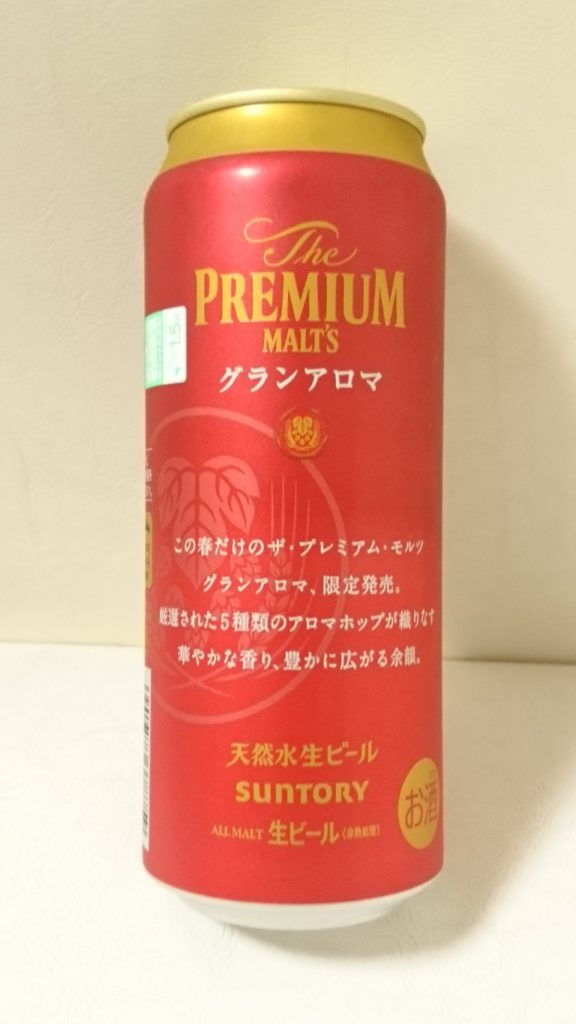 The
PREMIUM
MALT'S
グランアロマ
1.5
この春だけのザ・プレミアム・モルツ
グランアロマ、限定発売。
厳選された5種類のアロマホップが織りなす
華やかな香り、豊かに広がる余韻。
天然水生ビール
SUNTORY
ALL MALT 生ビール(非熱処理)
お酒